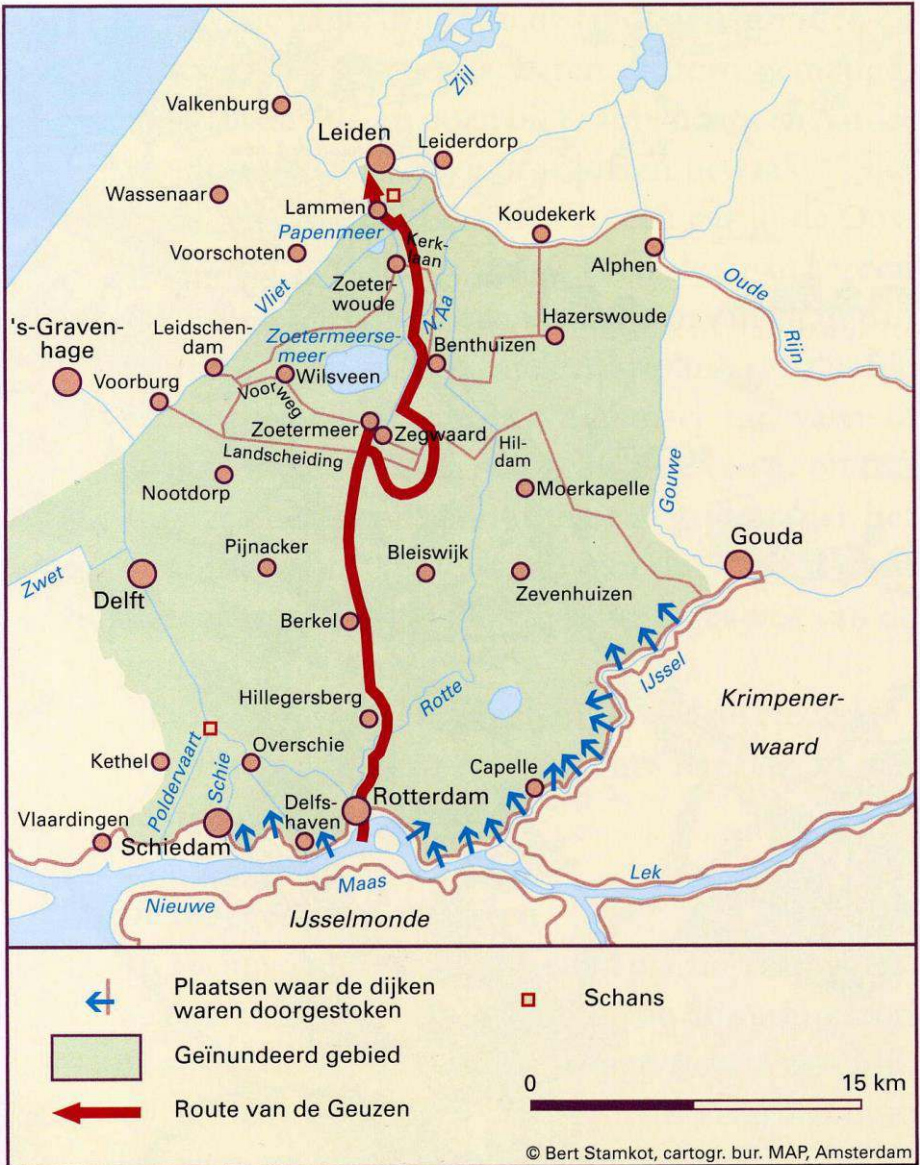 Zijl
Valkenburg
Leiden
Leiderdorp
Wassenaar
Lammen
Koudekerk
Papenmeer
Voorschoten
Kerk-
laan
Alphen
Zoeter-
woude
Vliet
N. Aa
Oude
Rijn
's-Graven-
hage
Leidschen-
dam
Zoetermeerse-
meer
Hazerswoude
Benthuizen
Voorburg
Wilsveen
Voorweg
Zoetermeer
Zegwaard
Landscheiding
Hil-
dam
Gouwe
Nootdorp
Moerkapelle
Gouda
Pijnacker
Bleiswijk
Zwet
Delft
Zevenhuizen
Berkel
IJssel
Hillegersberg
Rotte
Krimpener-
waard
Poldervaart
Schie
Overschie
Kethel
Capelle
Delfs-
haven
Rotterdam
Vlaardingen
Schiedam
Lek
Maas
Nieuwe
IJsselmonde
Plaatsen waar de dijken
waren doorgestoken
Schans
Geïnundeerd gebied
0
15 km
Route van de Geuzen
© Bert Stamkot, cartogr. bur. MAP, Amsterdam